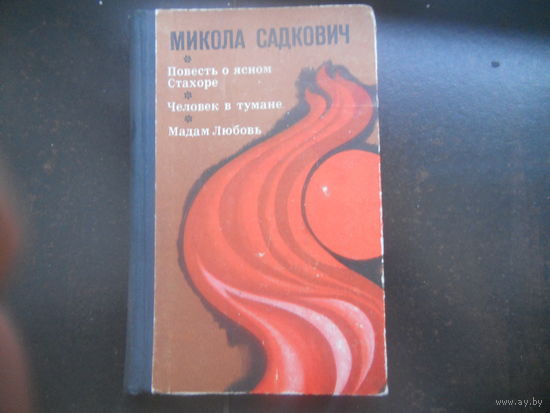 МИКОЛА САДКОВИЧ
*
Повесть о ясном
Стахоре
*
Человек в тумане
*
Мадам Любовь
www.ay.by